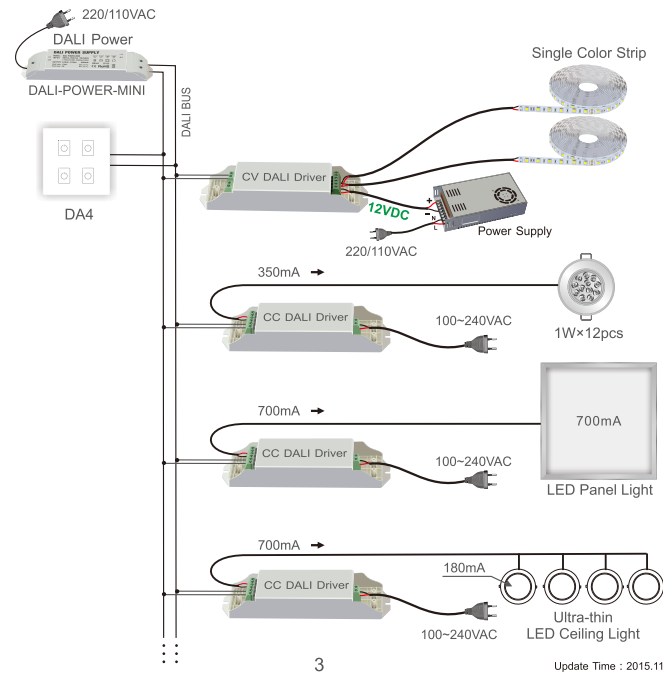 220/110VAC
DALI Power
DALI POWER SUPPLY
DALI-POWER-MINI
DALI BUS
DA4
Single Color Strip
CV DALI Driver
12VDC
+
−
N
L
Power Supply
220/110VAC
350mA
CC DALI Driver
100~240VAC
1W×12pcs
700mA
CC DALI Driver
100~240VAC
700mA
LED Panel Light
700mA
CC DALI Driver
100~240VAC
180mA
Ultra-thin
LED Ceiling Light
3
Update Time : 2015.11